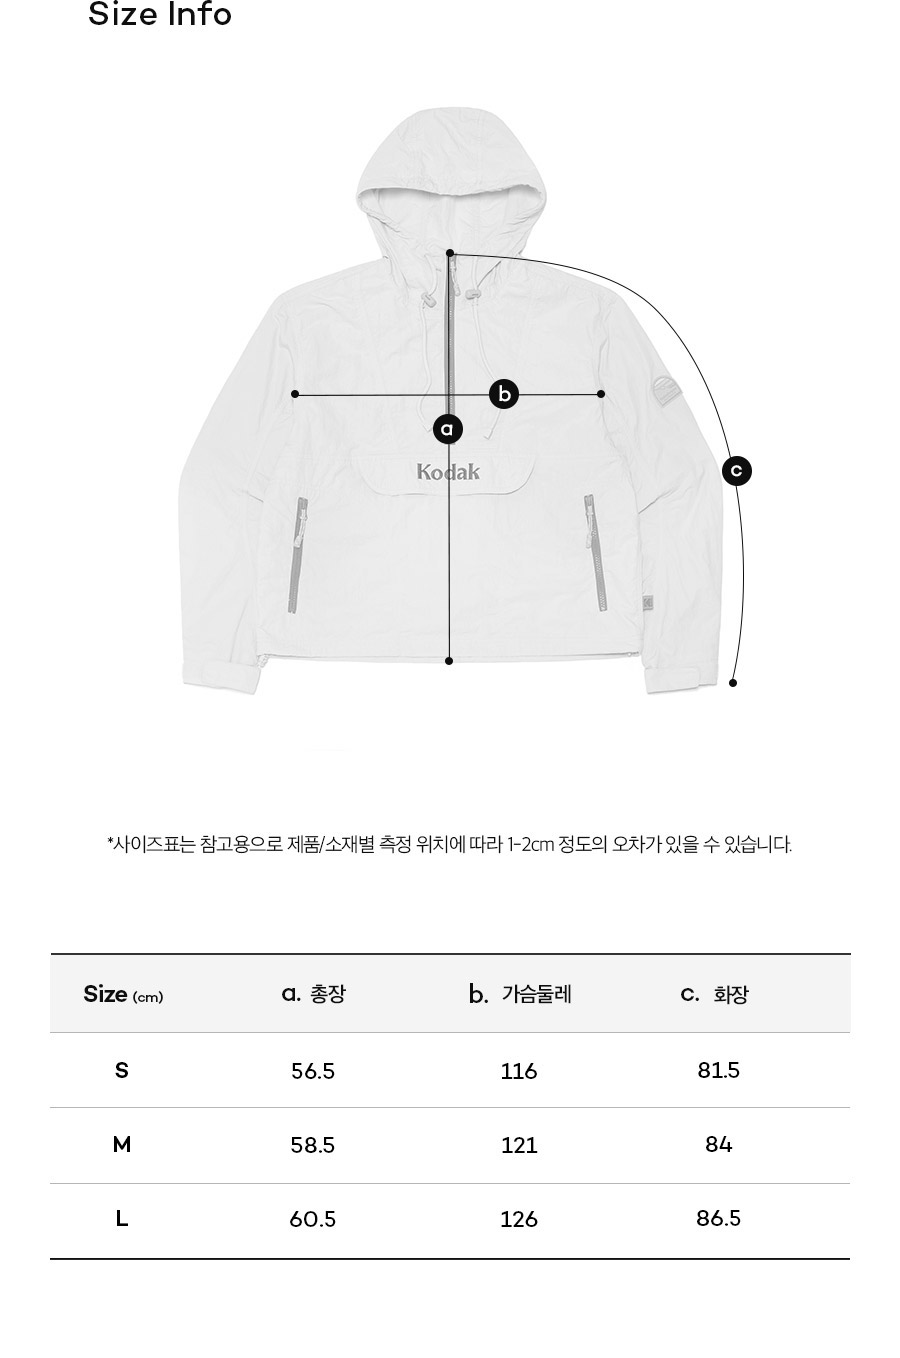 Size Info
b
a
Kodak
c
*사이즈표는 참고용으로 제품/소재별 측정 위치에 따라 1-2cm 정도의 오차가 있을 수 있습니다.
Size (cm) a. 총장 b. 가슴둘레 c. 화장
S 56.5 116 81.5
M 58.5 121 84
L 60.5 126 86.5